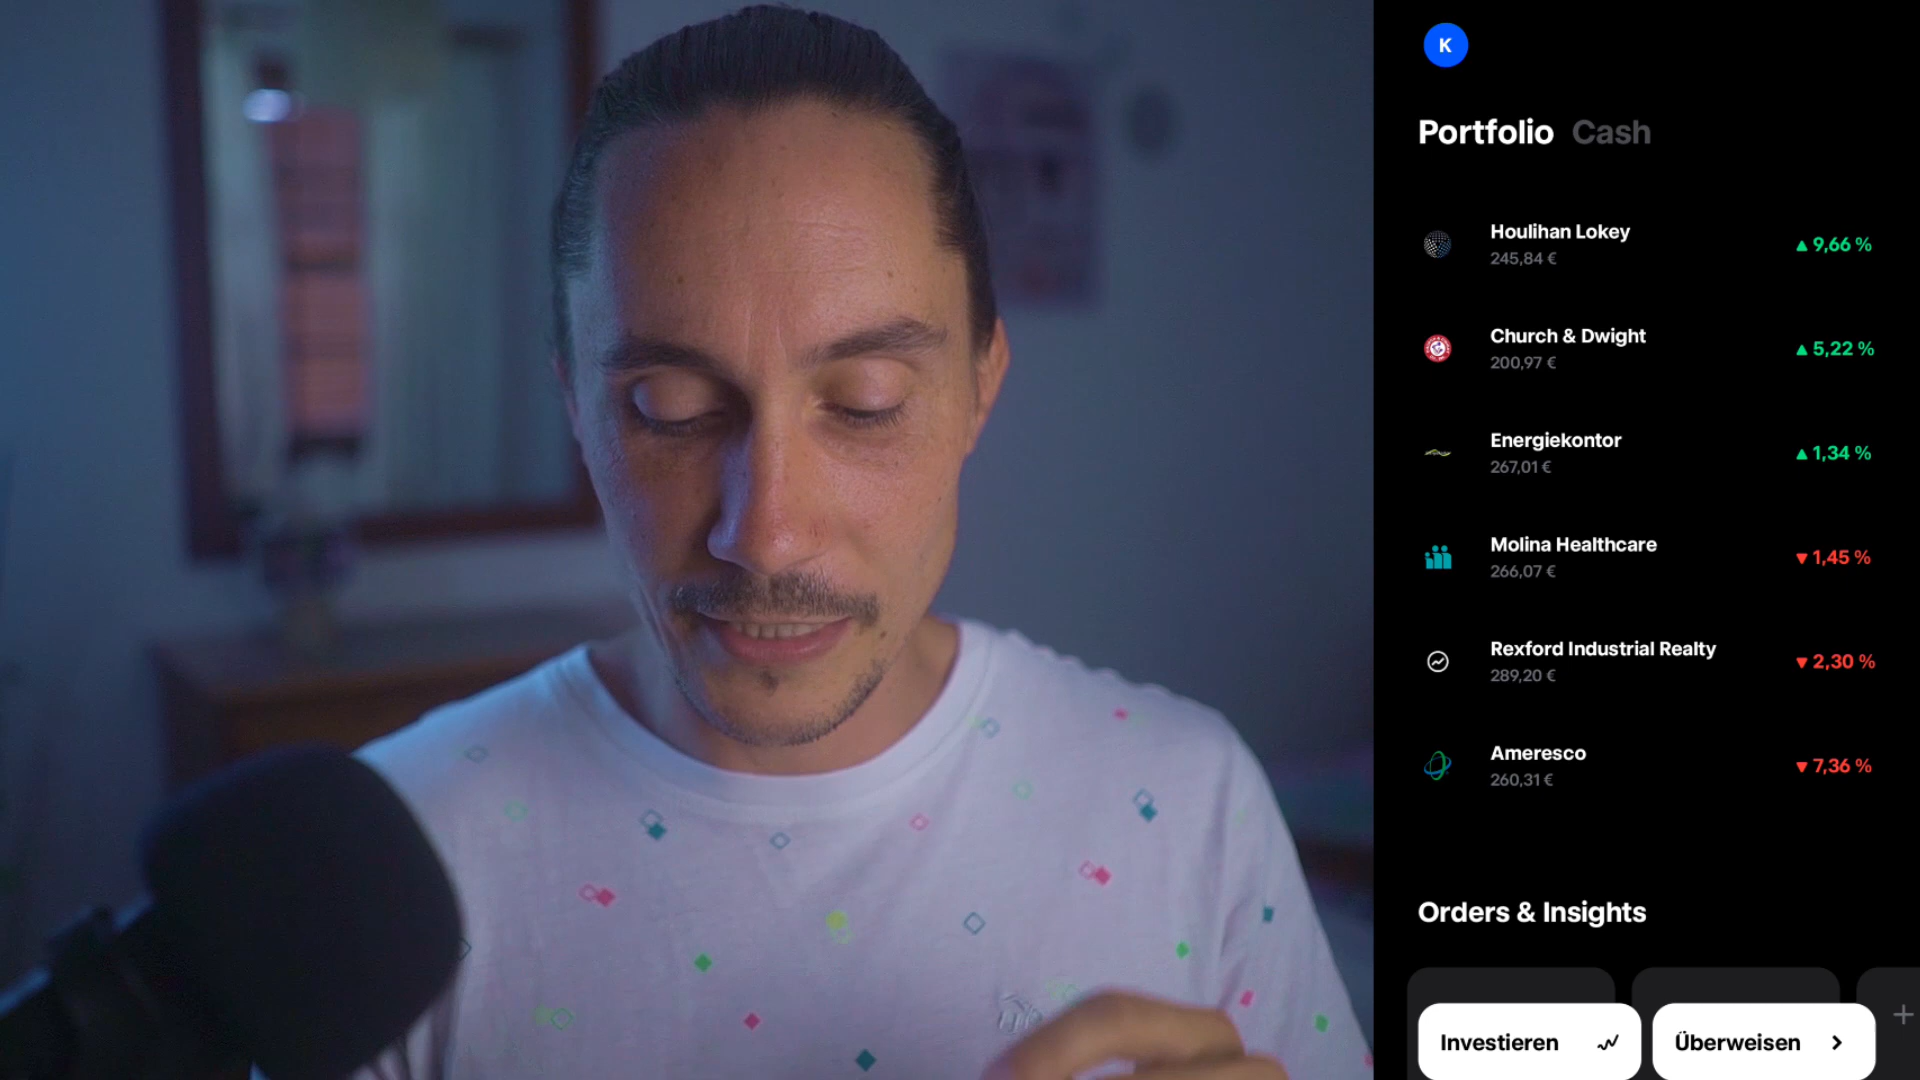 K
Portfolio Cash
Houlihan Lokey
245,84 €
▲ 9,66 %
Church & Dwight
200,97 €
▲ 5,22 %
Energiekontor
267,01 €
▲ 1,34 %
Molina Healthcare
266,07 €
▼ 1,45 %
Rexford Industrial Realty
289,20 €
▼ 2,30 %
Ameresco
260,31 €
▼ 7,36 %
Orders & Insights
Investieren
Überweisen